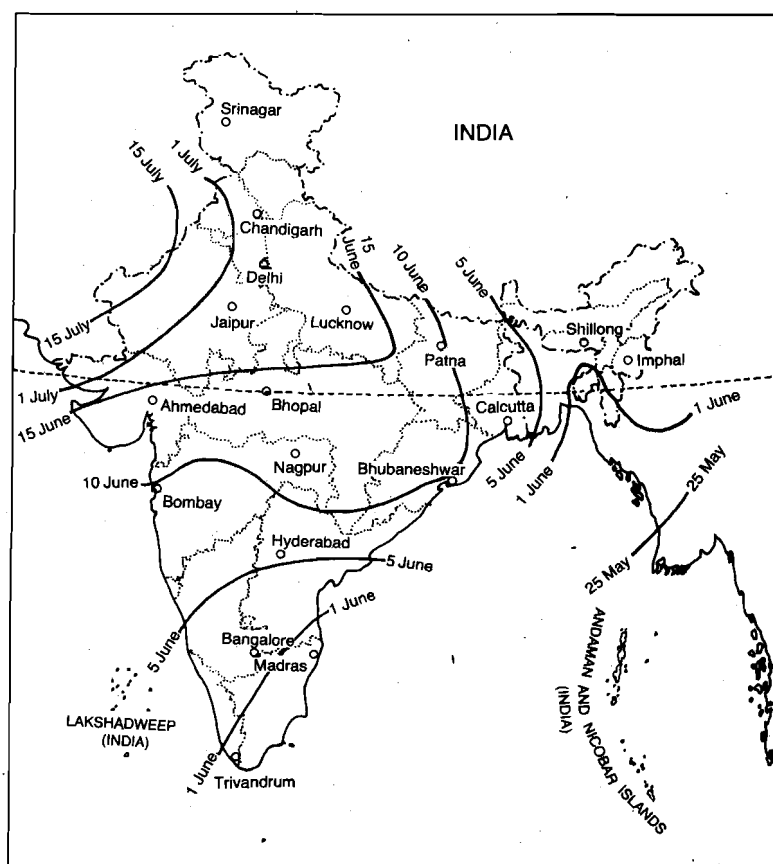 Srinagar
INDIA
15 July
1 July
Chandigarh
Delhi
15
June
10 June
5 June
Jaipur
Lucknow
15 July
Patna
Shillong
Imphal
1 July
15 June
Ahmedabad
Bhopal
Calcutta
1 June
5 June
1 June
10 June
Nagpur
Bhubaneshwar
Bombay
25 May
Hyderabad
5 June
25 May
1 June
5 June
Bangalore
Madras
LAKSHADWEEP
(INDIA)
1 June
Trivandrum
ANDAMAN AND NICOBAR ISLANDS
(INDIA)